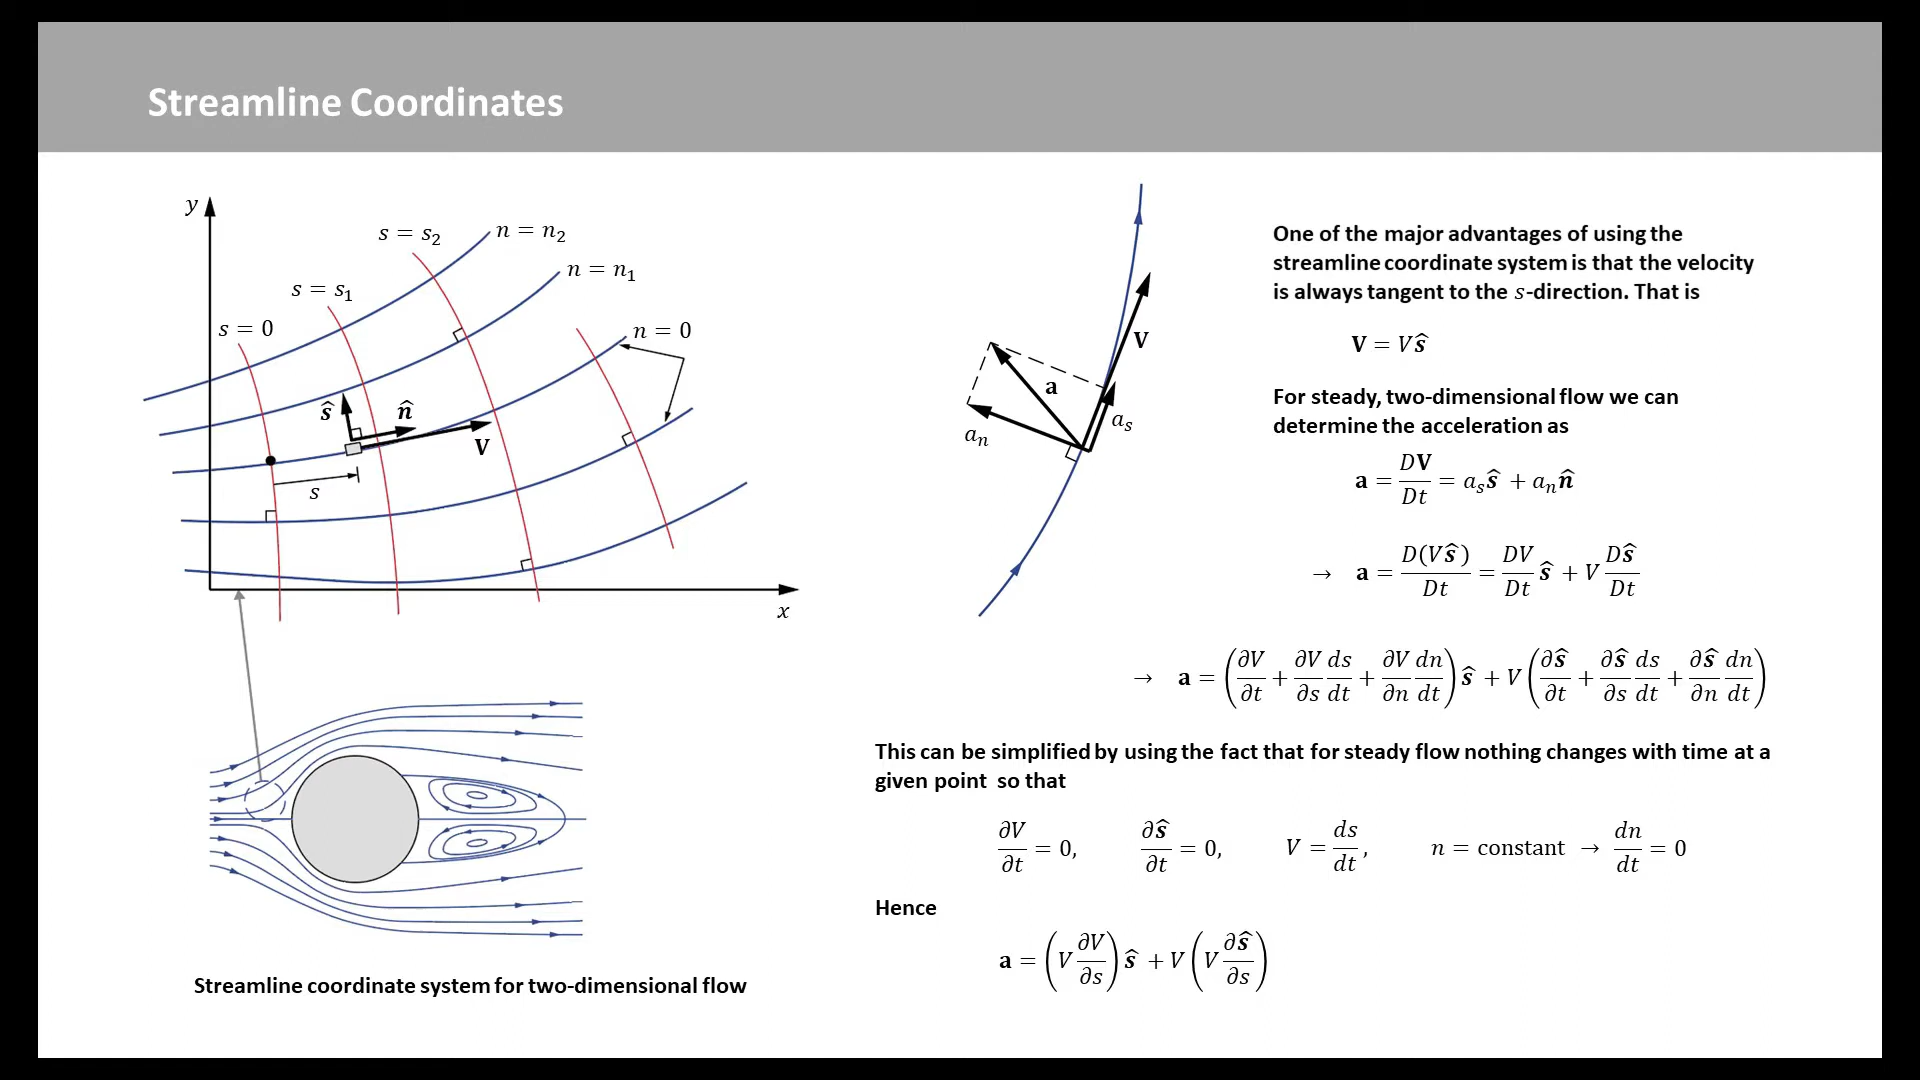 Streamline Coordinates
y
s = s₂
n = n₂
n = n₁
s = s₁
s = 0
n = 0
ŝ
n̂
V
s
x
Streamline coordinate system for two-dimensional flow
V
a
aₛ
aₙ
One of the major advantages of using the
streamline coordinate system is that the velocity
is always tangent to the s-direction. That is
V = Vŝ
For steady, two-dimensional flow we can
determine the acceleration as
a = DV/Dt = aₛŝ + aₙn̂
→ a = D(Vŝ)/Dt = DV/Dt ŝ + V Dŝ/Dt
→ a = (∂V/∂t + ∂V/∂s ds/dt + ∂V/∂n dn/dt) ŝ + V (∂ŝ/∂t + ∂ŝ/∂s ds/dt + ∂ŝ/∂n dn/dt)
This can be simplified by using the fact that for steady flow nothing changes with time at a
given point so that
∂V/∂t = 0, ∂ŝ/∂t = 0, V = ds/dt, n = constant → dn/dt = 0
Hence
a = (V ∂V/∂s) ŝ + V (V ∂ŝ/∂s)